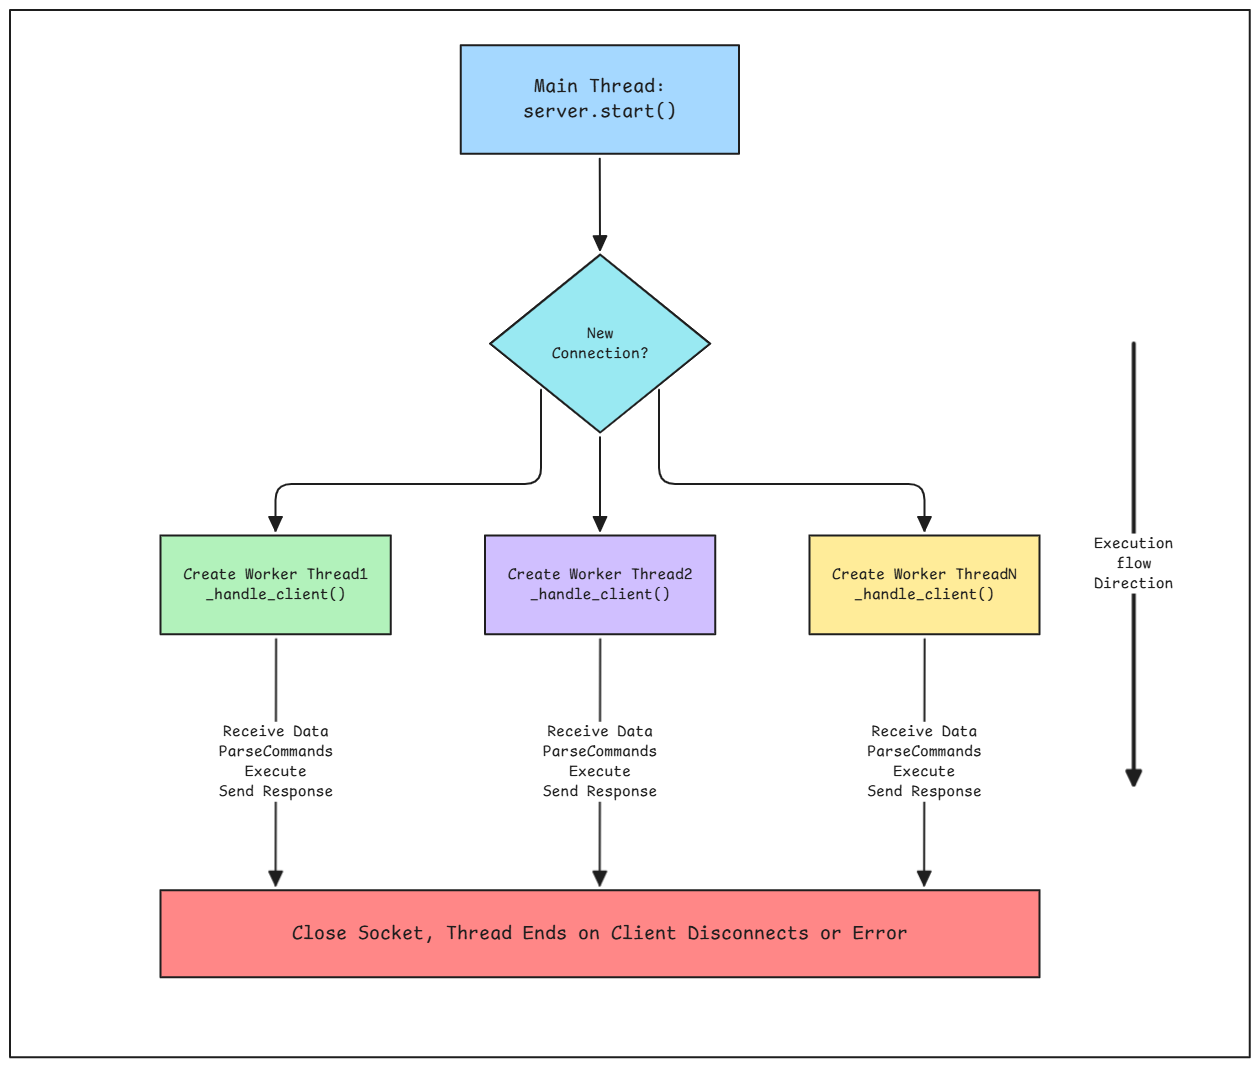 Main Thread:
server.start()
New
Connection?
Create Worker Thread1
_handle_client()
Create Worker Thread2
_handle_client()
Create Worker ThreadN
_handle_client()
Execution
flow
Direction
Receive Data
ParseCommands
Execute
Send Response
Receive Data
ParseCommands
Execute
Send Response
Receive Data
ParseCommands
Execute
Send Response
Close Socket, Thread Ends on Client Disconnects or Error